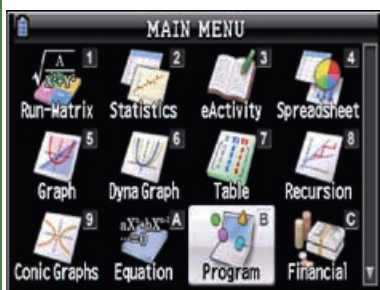 MAIN MENU
1 2 3 4
Run-Matrix Statistics eActivity Spreadsheet
5 6 7 8
Graph Dyna Graph Table Recursion
9 A B C
Conic Graphs Equation Program Financial